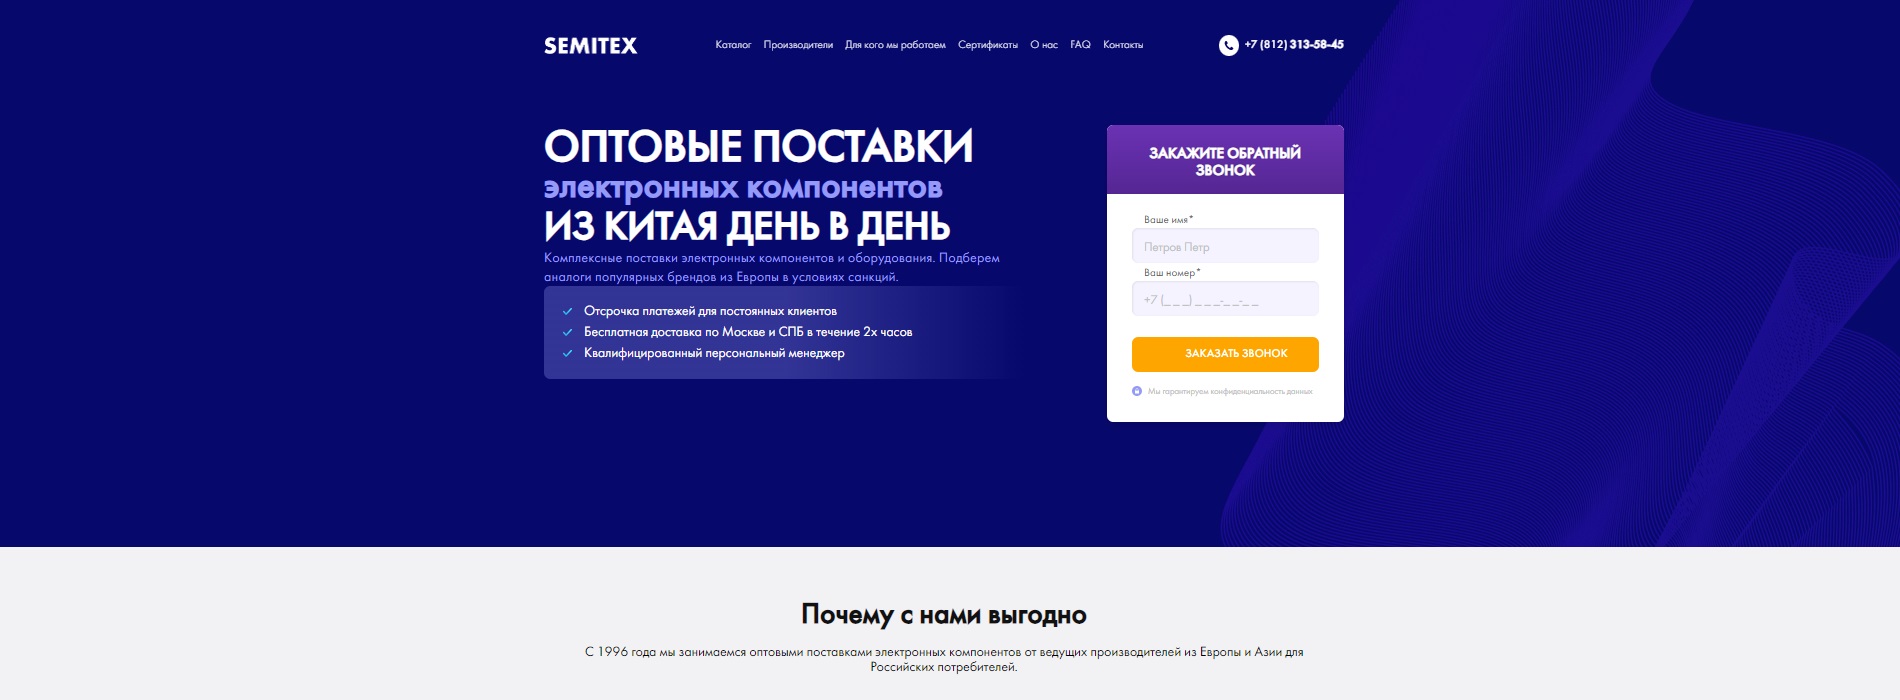 SEMITEX
Каталог Производители Для кого мы работаем Сертификаты О нас FAQ Контакты
+7 (812) 313-58-45
ОПТОВЫЕ ПОСТАВКИ
электронных компонентов
ИЗ КИТАЯ ДЕНЬ В ДЕНЬ
Комплексные поставки электронных компонентов и оборудования. Подберем
аналоги популярных брендов из Европы в условиях санкций.
Отсрочка платежей для постоянных клиентов
Бесплатная доставка по Москве и СПБ в течение 2х часов
Квалифицированный персональный менеджер
ЗАКАЖИТЕ ОБРАТНЫЙ
ЗВОНОК
Ваше имя*
Петров Петр
Ваш номер*
+7 (_ _ _) _ _ _-_ _-_ _
ЗАКАЗАТЬ ЗВОНОК
Мы гарантируем конфиденциальность данных
Почему с нами выгодно
С 1996 года мы занимаемся оптовыми поставками электронных компонентов от ведущих производителей из Европы и Азии для
Российских потребителей.